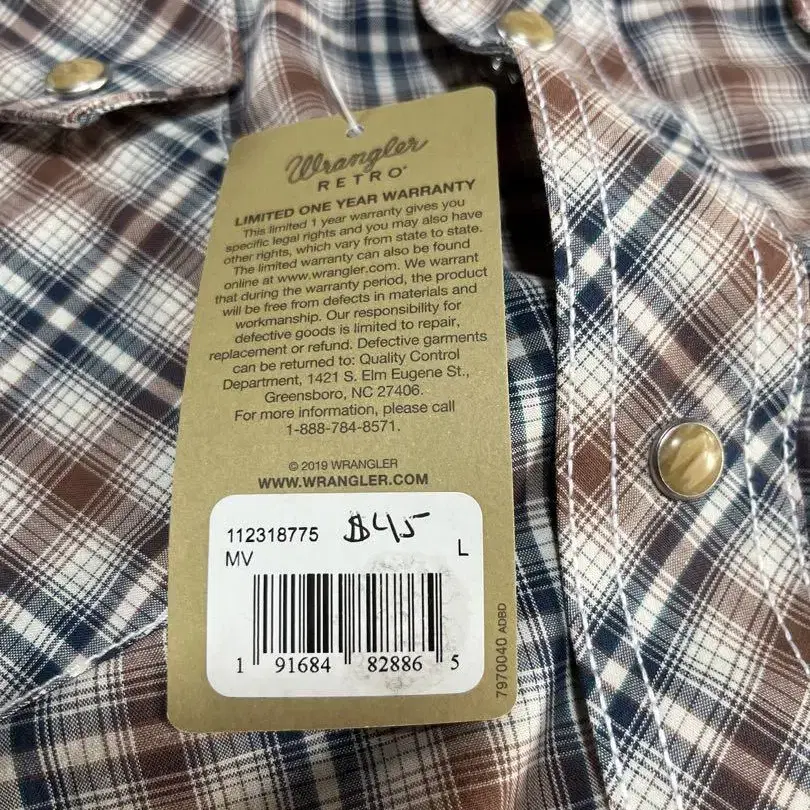 Wrangler
RETRO
LIMITED ONE YEAR WARRANTY
This limited 1 year warranty gives you
specific legal rights and you may also have
other rights, which vary from state to state.
The limited warranty can also be found
online at www.wrangler.com. We warrant
that during the warranty period, the product
will be free from defects in materials and
workmanship. Our responsibility for
defective goods is limited to repair,
replacement or refund. Defective garments
can be returned to: Quality Control
Department, 1421 S. Elm Eugene St.,
Greensboro, NC 27406.
For more information, please call
1-888-784-8571.
© 2019 WRANGLER
WWW.WRANGLER.COM
112318775 $45
MV L
1 91684 82886 5
7970040 ADBD